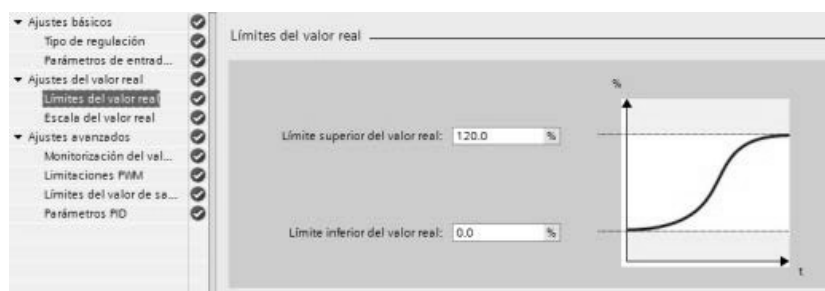 Ajustes básicos
Tipo de regulación
Parámetros de entrad...
Ajustes del valor real
Límites del valor real
Escala del valor real
Ajustes avanzados
Monitorización del val...
Limitaciones PWM
Límites del valor de sa...
Parámetros PID
Límites del valor real
%
Límite superior del valor real: 120.0 %
Límite inferior del valor real: 0.0 %
t